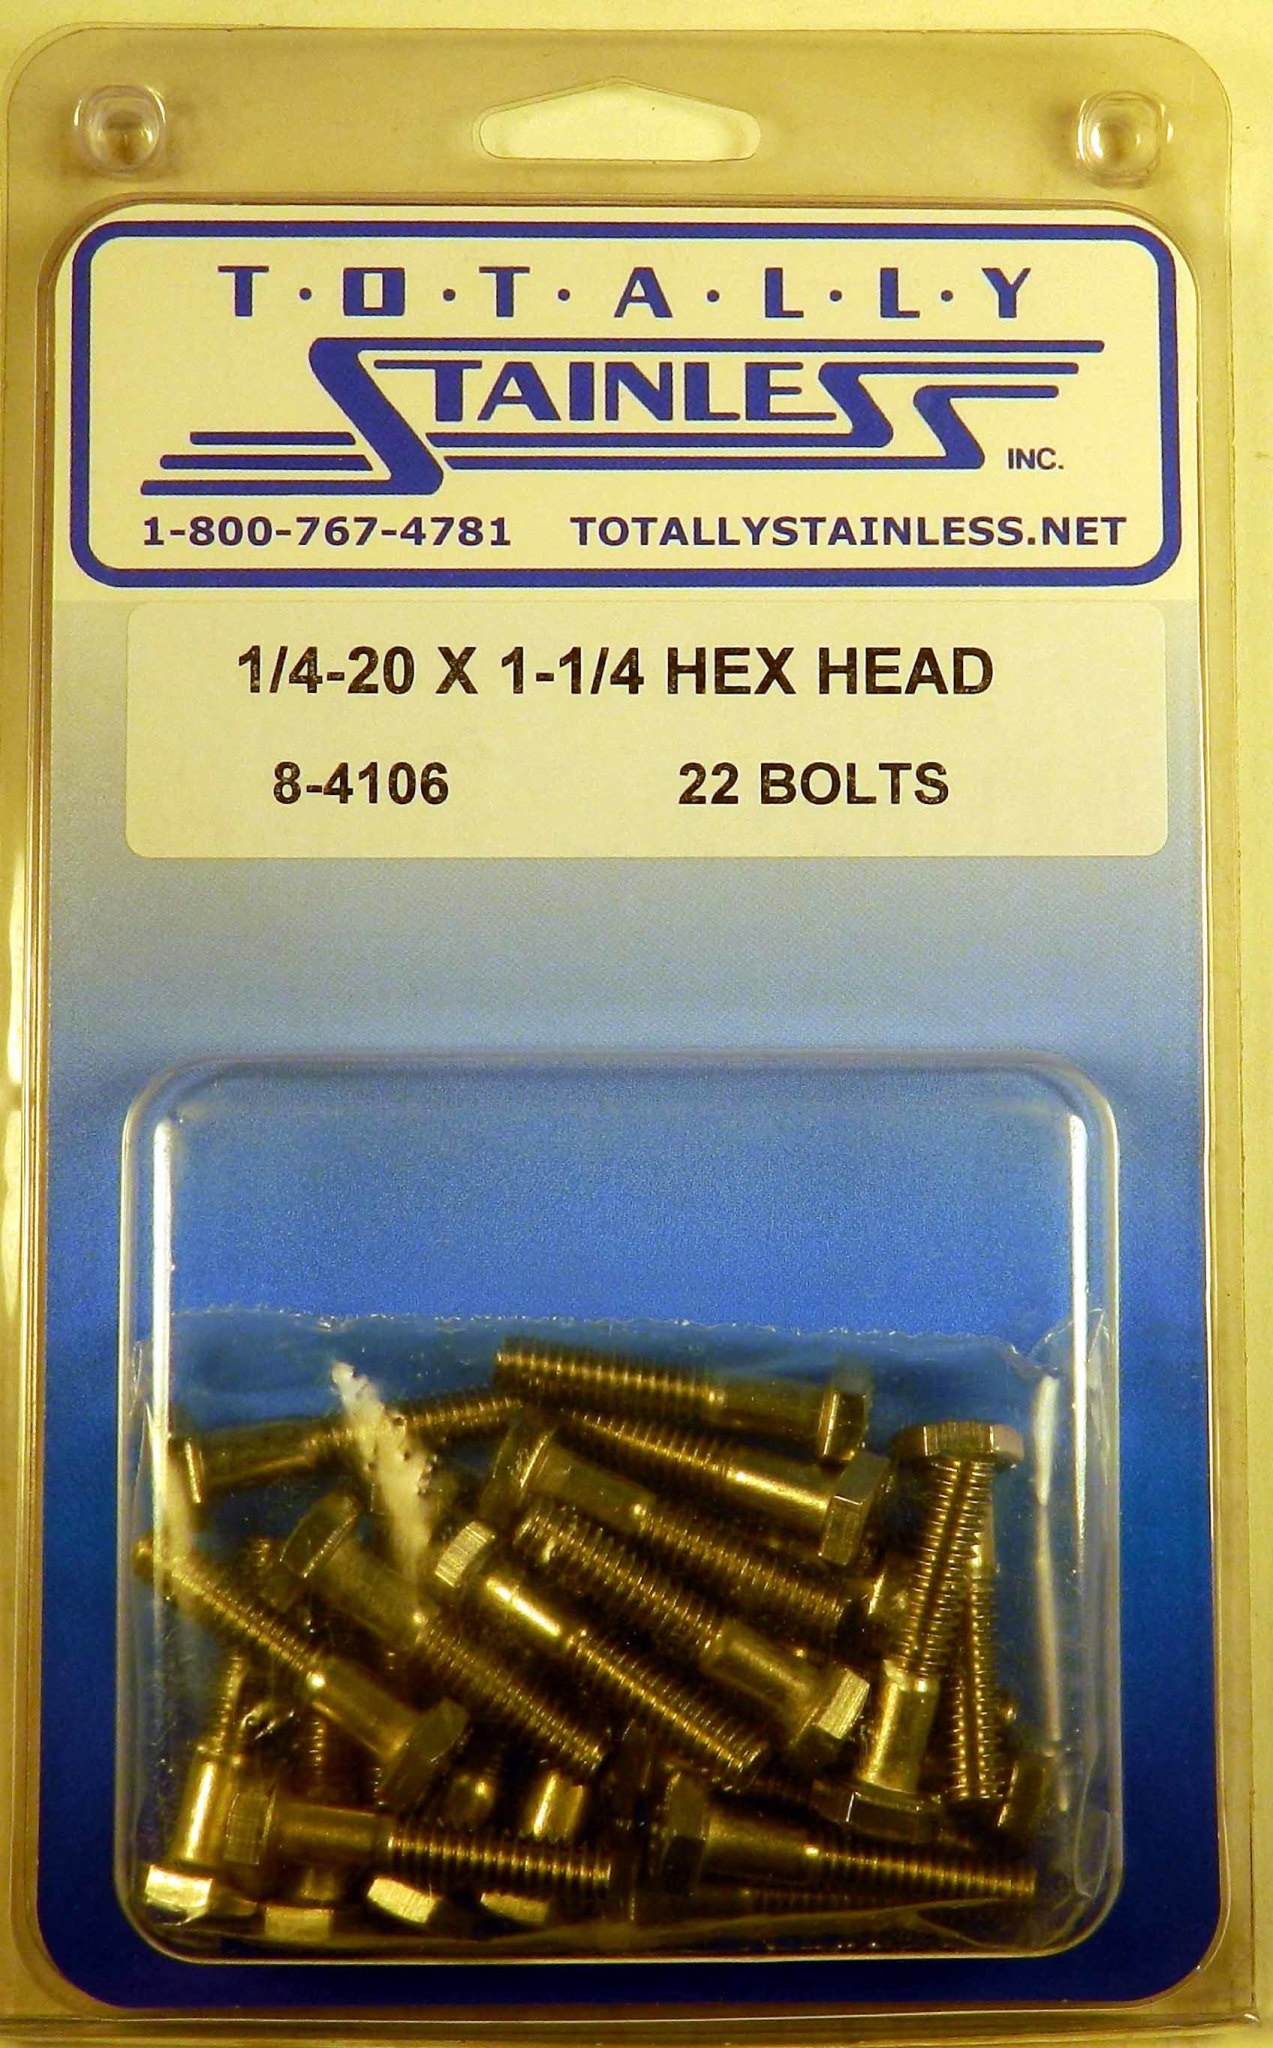 T·O·T·A·L·L·Y
STAINLESS INC.
1-800-767-4781 TOTALLYSTAINLESS.NET
1/4-20 X 1-1/4 HEX HEAD
8-4106 22 BOLTS